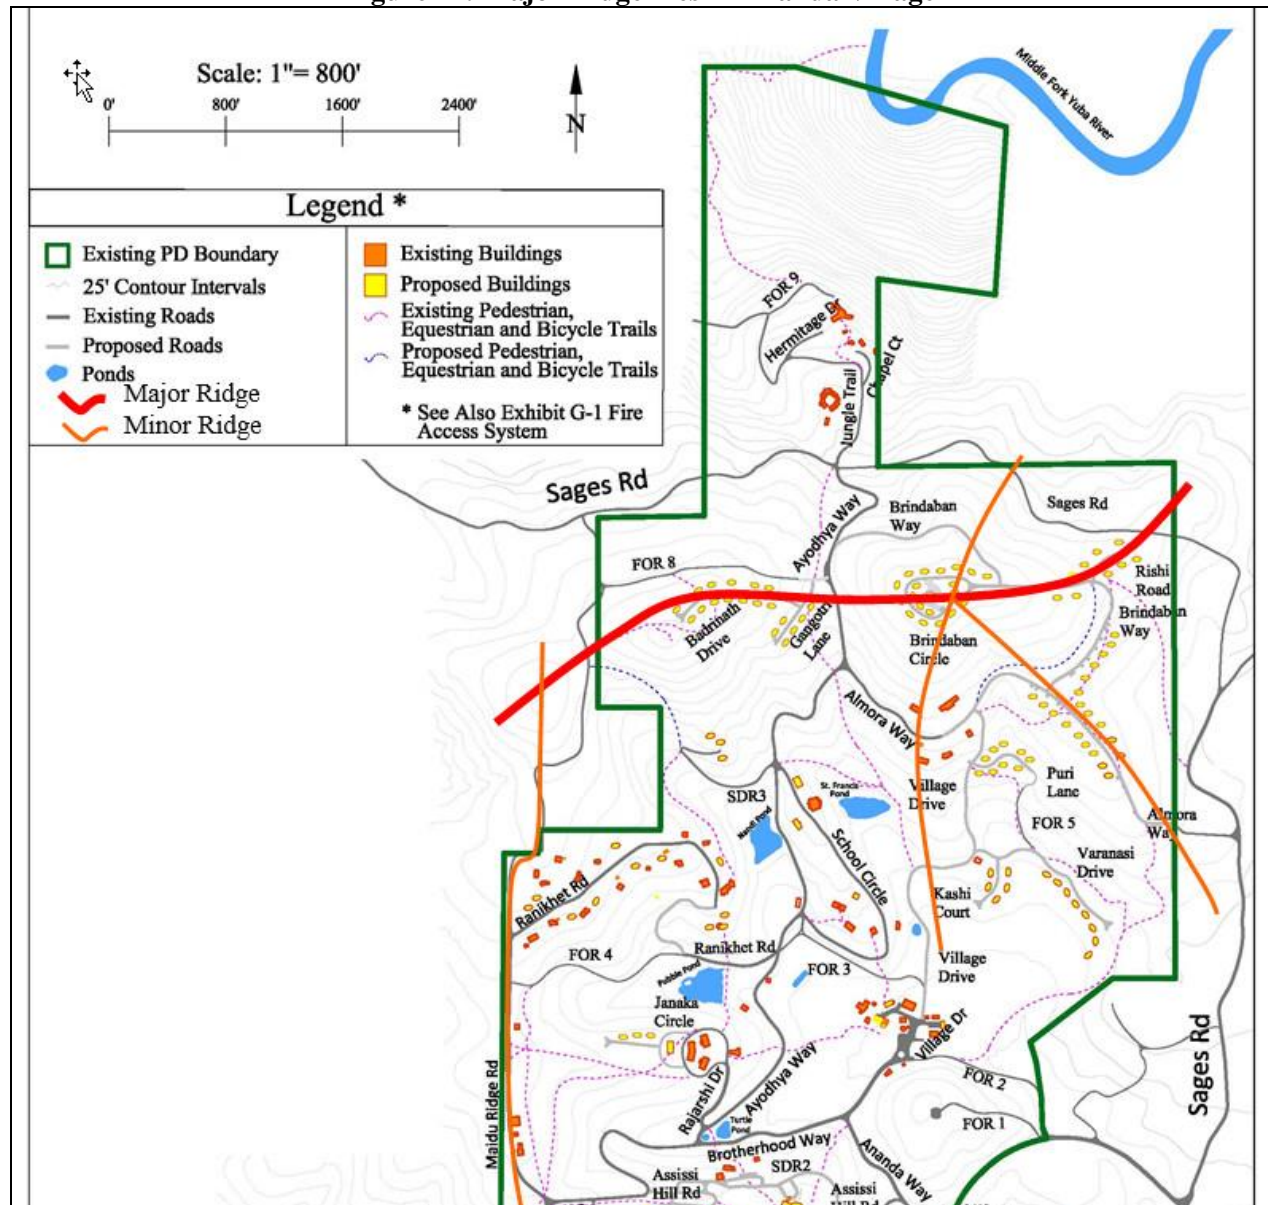 Scale: 1"= 800'
0' 800' 1600' 2400'
N
Middle Fork Yuba River
Legend *
Existing PD Boundary
25' Contour Intervals
Existing Roads
Proposed Roads
Ponds
Major Ridge
Minor Ridge
Existing Buildings
Proposed Buildings
Existing Pedestrian,
Equestrian and Bicycle Trails
Proposed Pedestrian,
Equestrian and Bicycle Trails
* See Also Exhibit G-1 Fire
Access System
FOR 9
Hermitage Dr
Chapel Ct
Jungle Trail
Sages Rd
Ayodhya Way
Brindaban
Way
Sages Rd
FOR 8
Rishi
Road
Badrinath
Drive
Gangotri
Lane
Brindaban
Circle
Brindaban
Way
Almora Way
SDR3
St. Francis
Pond
Nandi Pond
Village
Drive
Puri
Lane
FOR 5
Almora
Way
School Circle
Varanasi
Drive
Ranikhet Rd
Kashi
Court
FOR 4
Ranikhet Rd
FOR 3
Village
Drive
Pubble Pond
Janaka
Circle
Village Dr
Sages Rd
Maidu Ridge Rd
Rajarshi Dr
Ayodhya Way
FOR 2
FOR 1
Turtle
Pond
Brotherhood Way
SDR2
Ananda Way
Assissi
Hill Rd
Assissi